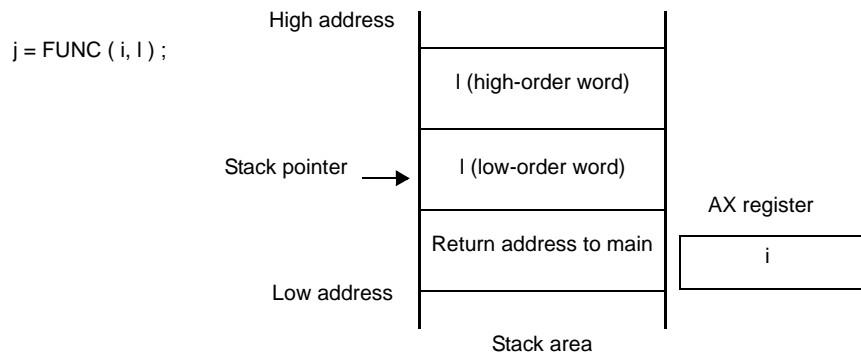 High address
j = FUNC ( i, l ) ;
l (high-order word)
Stack pointer
l (low-order word)
AX register
Return address to main
i
Low address
Stack area